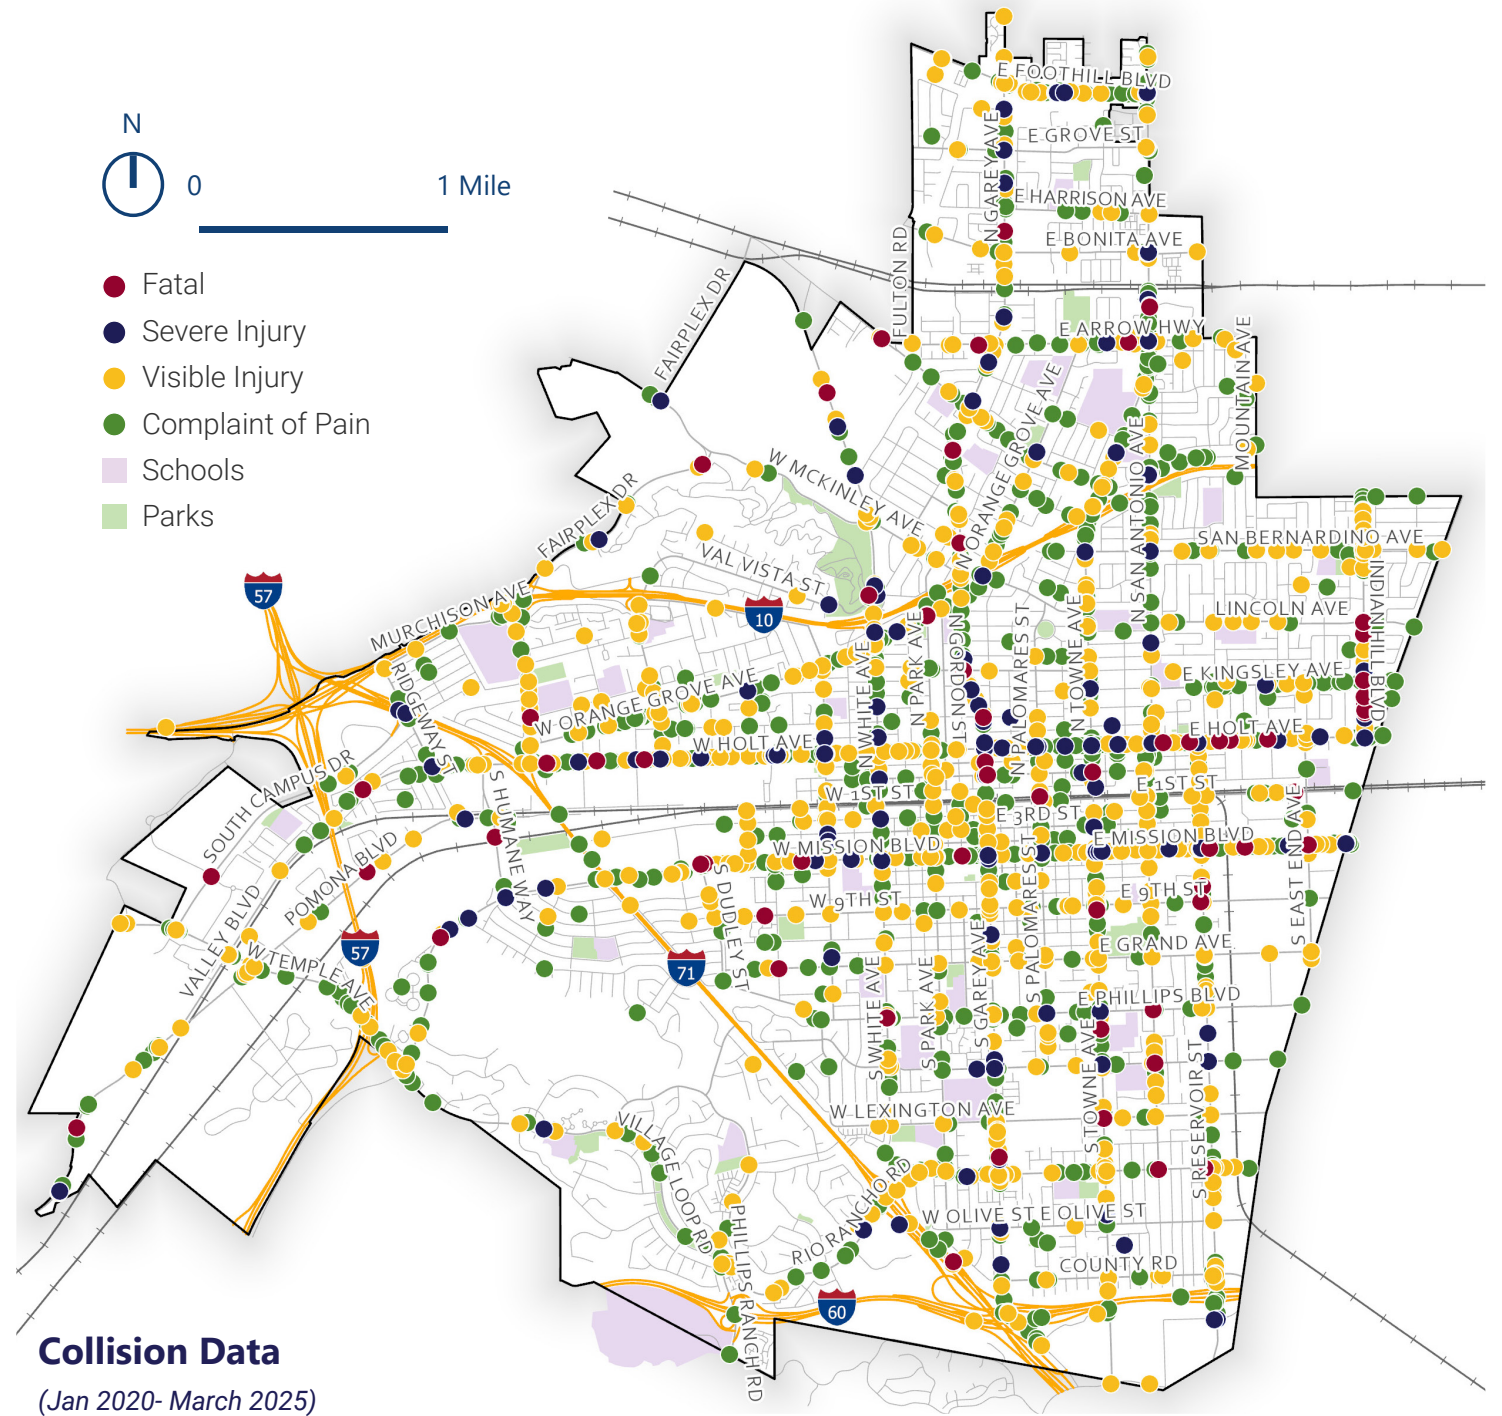 N
0
1 Mile
Fatal
Severe Injury
Visible Injury
Complaint of Pain
Schools
Parks
E FOOTHILL BLVD
E GROVE ST
N GAREY AVE
E HARRISON AVE
E BONITA AVE
FULTON RD
E ARROW HWY
MOUNTAIN AVE
FAIRPLEX DR
W ORANGE GROVE AVE
N SAN ANTONIO AVE
W MCKINLEY AVE
FAIRPLEX DR
SAN BERNARDINO AVE
VAL VISTA ST
INDIAN HILL BLVD
57
MURCHISON AVE
10
LINCOLN AVE
N PARK AVE
N GORDON ST
N PALOMARES ST
N TOWNE AVE
N WHITE AVE
E KINGSLEY AVE
RIDGEWAY ST
W ORANGE GROVE AVE
W HOLT AVE
E HOLT AVE
SOUTH CAMPUS DR
S HUMANE WAY
W 1ST ST
E 1ST ST
E 3RD ST
POMONA BLVD
W MISSION BLVD
E MISSION BLVD
S EAST END AVE
S PALOMARES ST
S DUDLEY ST
W 9TH ST
E 9TH ST
VALLEY BLVD
W TEMPLE AVE
57
71
E GRAND AVE
S WHITE AVE
S PARK AVE
S GAREY AVE
E PHILLIPS BLVD
S TOWNE AVE
S RESERVOIR ST
W LEXINGTON AVE
VILLAGE LOOP RD
RIO RANCHO RD
PHILLIPS RANCH RD
W OLIVE ST
E OLIVE ST
COUNTY RD
60
Collision Data
(Jan 2020- March 2025)